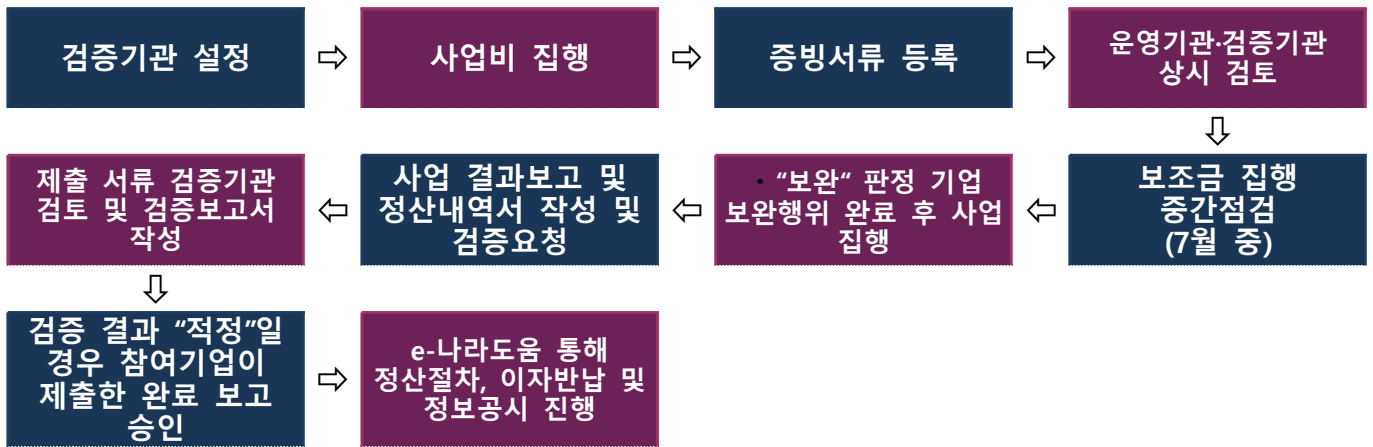 검증기관 설정
사업비 집행
증빙서류 등록
운영기관·검증기관
상시 검토
보조금 집행
중간점검
(7월 중)
· “보완“ 판정 기업
보완행위 완료 후 사업
집행
사업 결과보고 및
정산내역서 작성 및
검증요청
제출 서류 검증기관
검토 및 검증보고서
작성
검증 결과 “적정”일
경우 참여기업이
제출한 완료 보고
승인
e-나라도움 통해
정산절차, 이자반납 및
정보공시 진행